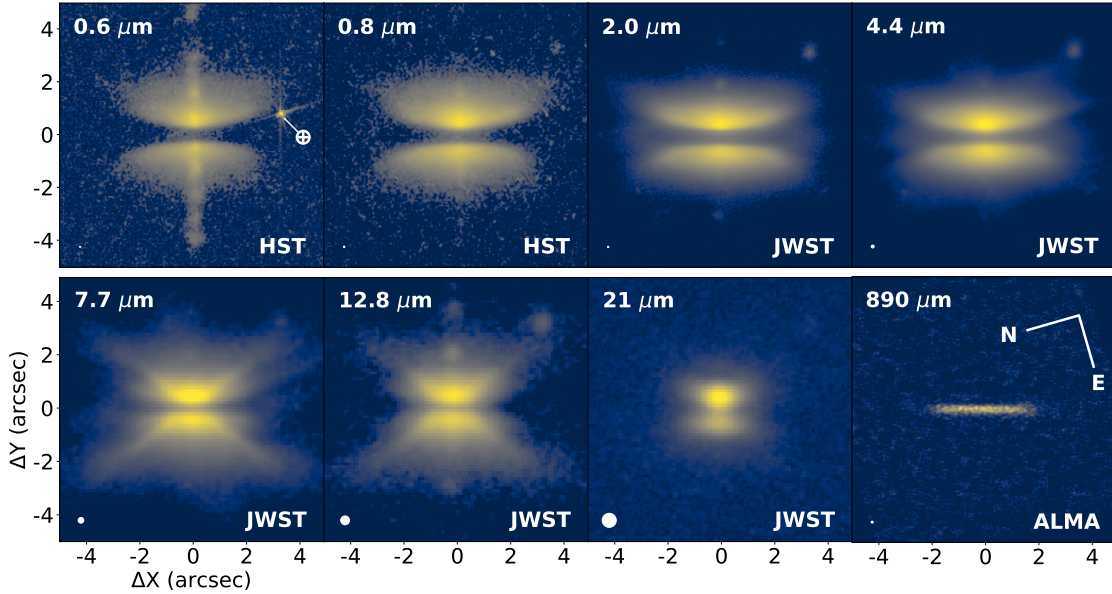 0.6 μm
0.8 μm
2.0 μm
4.4 μm
4
2
0
-2
-4
HST
HST
JWST
JWST
7.7 μm
12.8 μm
21 μm
890 μm
N
E
4
2
0
-2
-4
ΔY (arcsec)
JWST
JWST
JWST
ALMA
-4 -2 0 2 4 -4 -2 0 2 4 -4 -2 0 2 4 -4 -2 0 2 4
ΔX (arcsec)